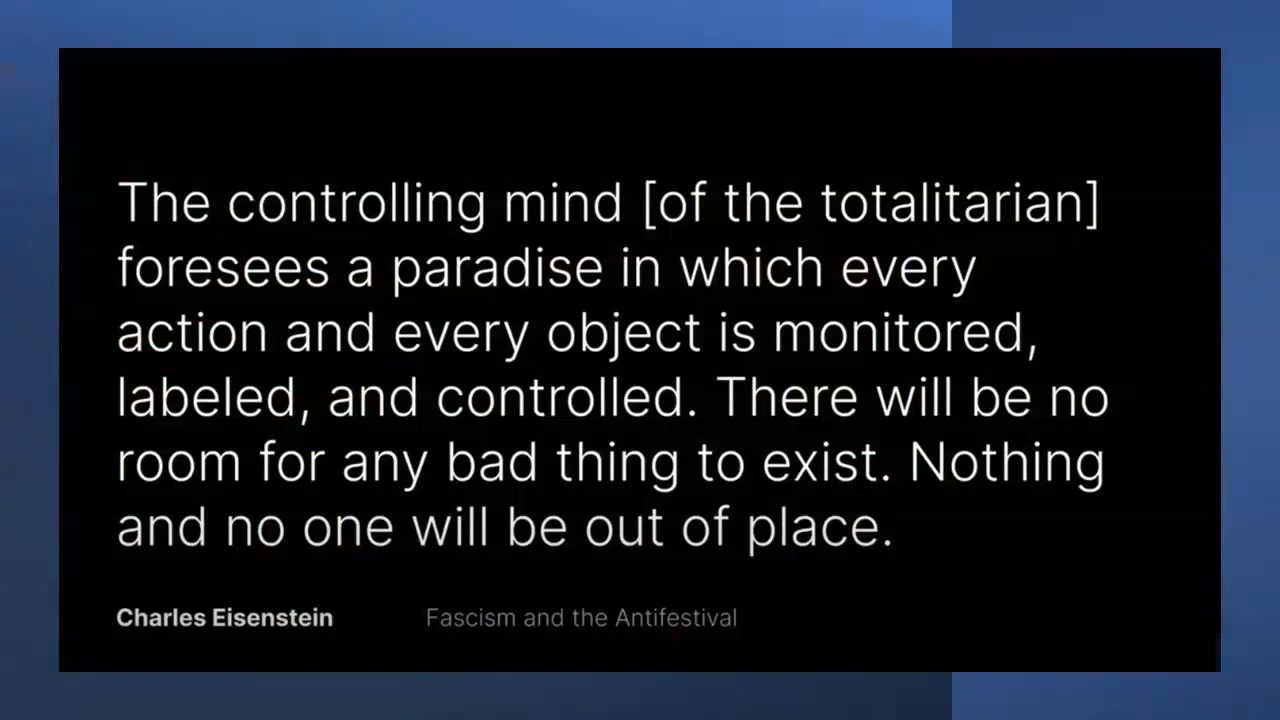 The controlling mind [of the totalitarian]
foresees a paradise in which every
action and every object is monitored,
labeled, and controlled. There will be no
room for any bad thing to exist. Nothing
and no one will be out of place.
Charles Eisenstein Fascism and the Antifestival